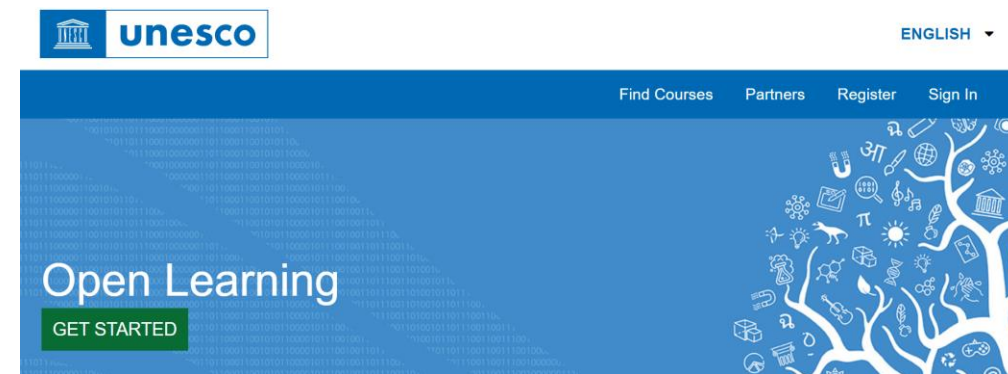 unesco
ENGLISH
Find Courses Partners Register Sign In
Open Learning
GET STARTED